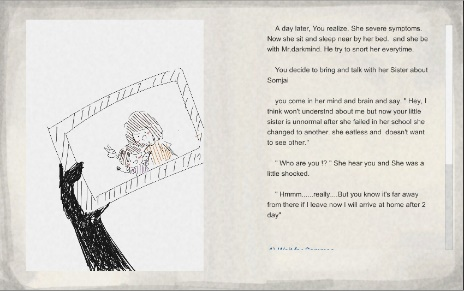 A day later, You realize. She severe symptoms.
Now she sit and sleep near by her bed. and she be
with Mr.darkmind. He try to snort her everytime.
You decide to bring and talk with her Sister about
Somjai
you come in her mind and brain and say. " Hey, I
think won't understnd about me but now your little
sister is unnormal after she failed in her school she
changed to another she eatless and doesn't want
to see other."
" Who are you !? " She hear you and She was a
little shocked.
" Hmmm......really....But you know it's far away
from there if I leave now I will arrive at home after 2
day"